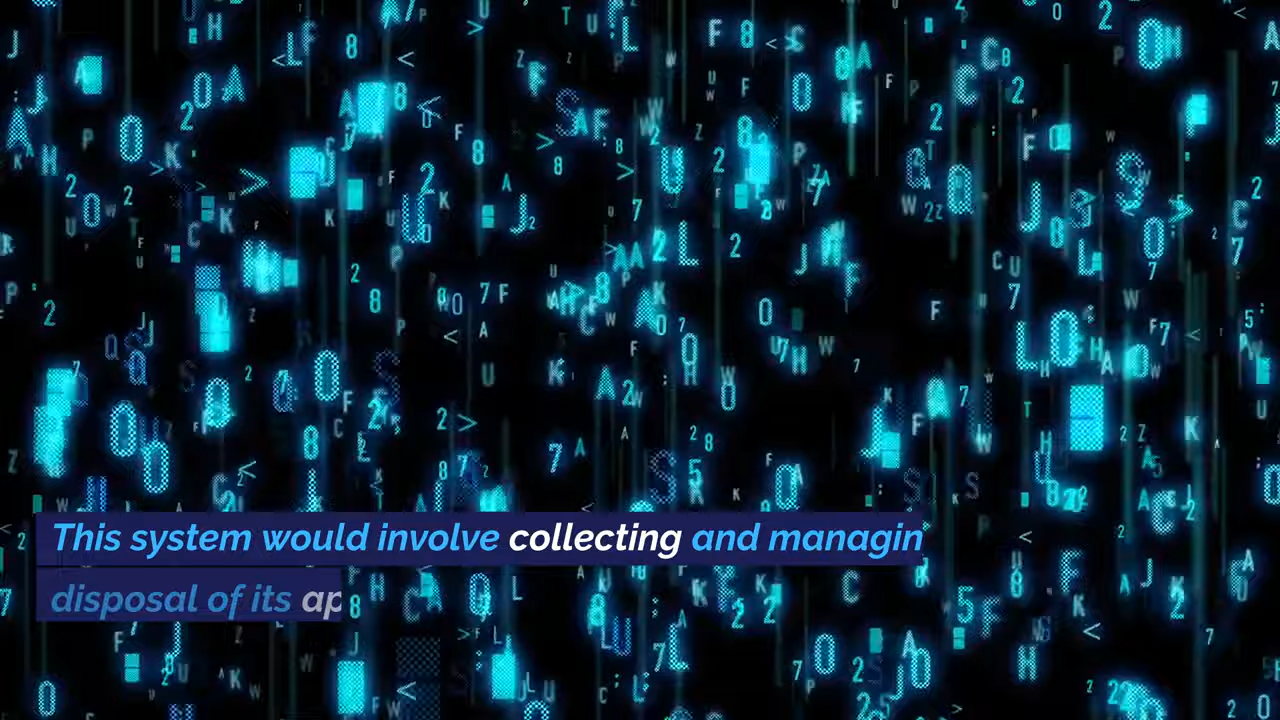 This system would involve collecting and managin
disposal of its ap